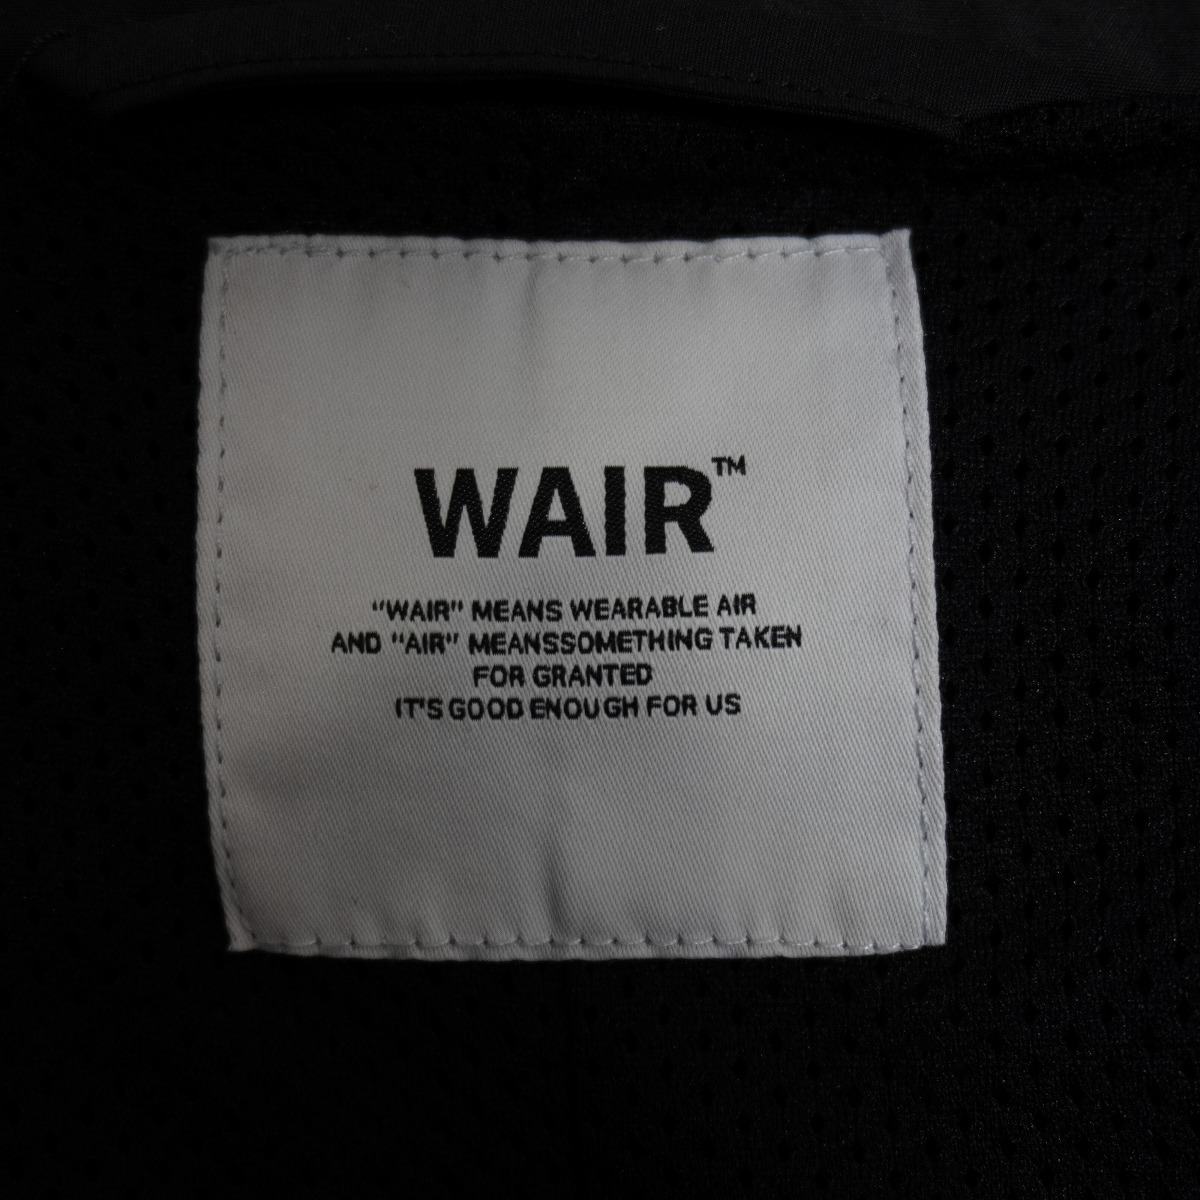 WAIR™
"WAIR" MEANS WEARABLE AIR
AND "AIR" MEANSSOMETHING TAKEN
FOR GRANTED
IT'S GOOD ENOUGH FOR US